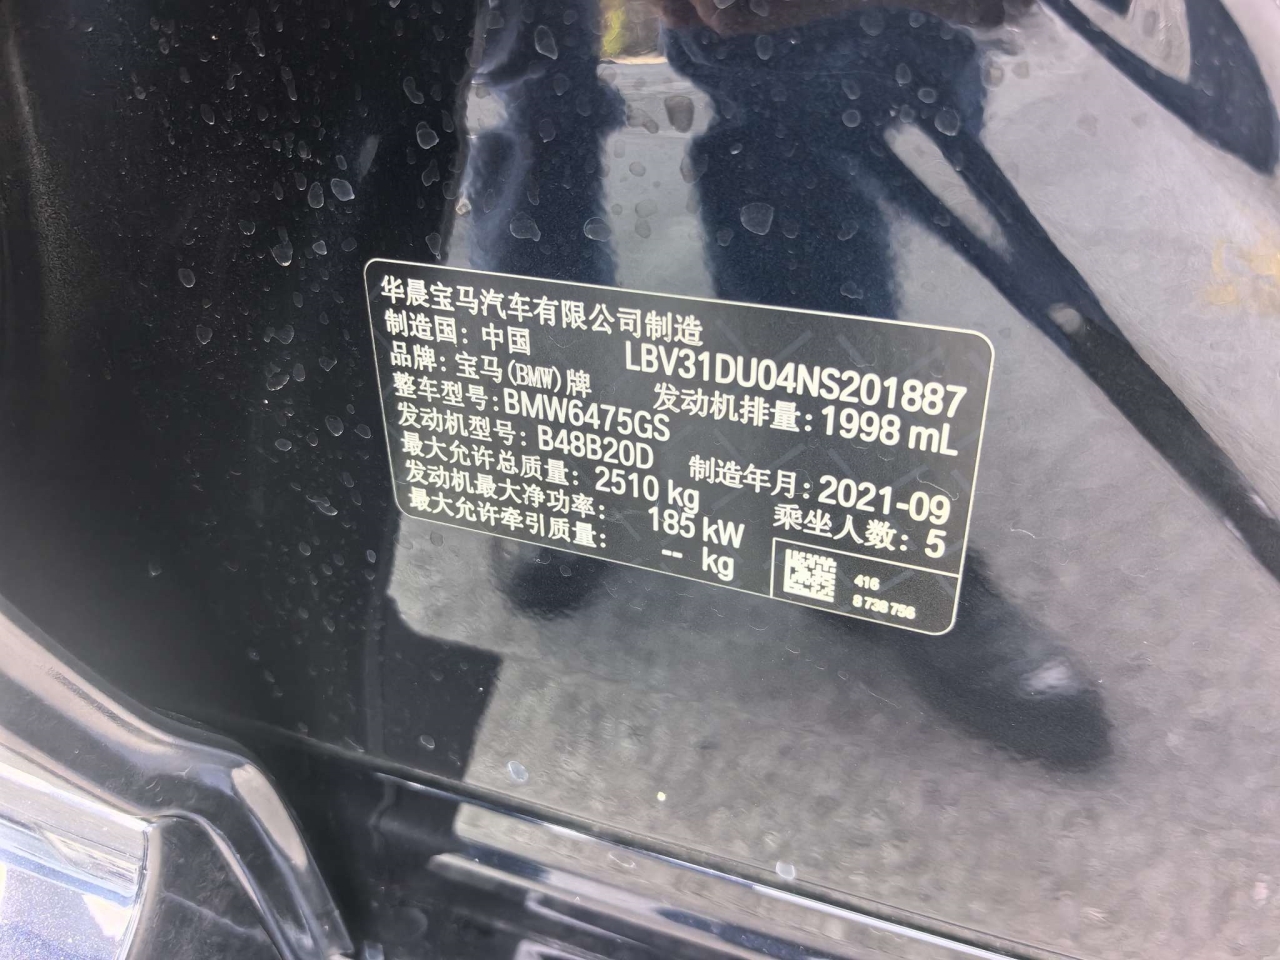 华晨宝马汽车有限公司制造
制造国：中国
LBV31DU04NS201887
品牌：宝马(BMW)牌
发动机排量：1998 mL
整车型号：BMW6475GS
发动机型号：B48B20D
制造年月：2021-09
最大允许总质量：2510 kg
乘坐人数：5
发动机最大净功率：185 kW
最大允许牵引质量：-- kg
416
8 738 756